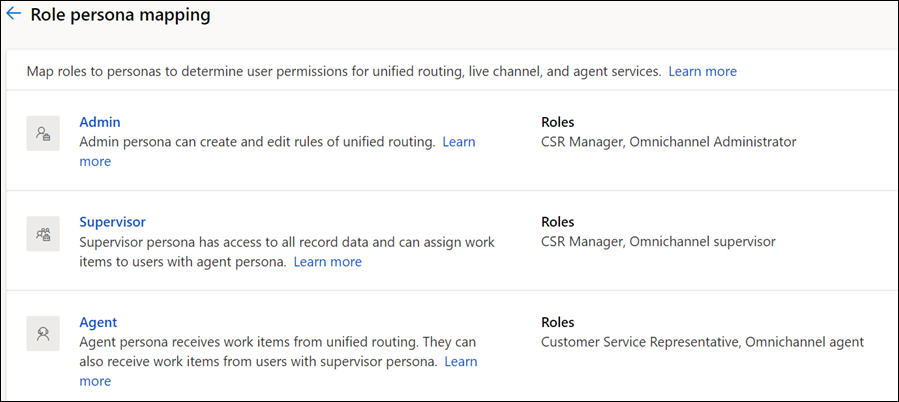 Role persona mapping
Map roles to personas to determine user permissions for unified routing, live channel, and agent services. Learn more
Admin
Admin persona can create and edit rules of unified routing. Learn
more
Roles
CSR Manager, Omnichannel Administrator
Supervisor
Supervisor persona has access to all record data and can assign work
items to users with agent persona. Learn more
Roles
CSR Manager, Omnichannel supervisor
Agent
Agent persona receives work items from unified routing. They can
also receive work items from users with supervisor persona. Learn
more
Roles
Customer Service Representative, Omnichannel agent